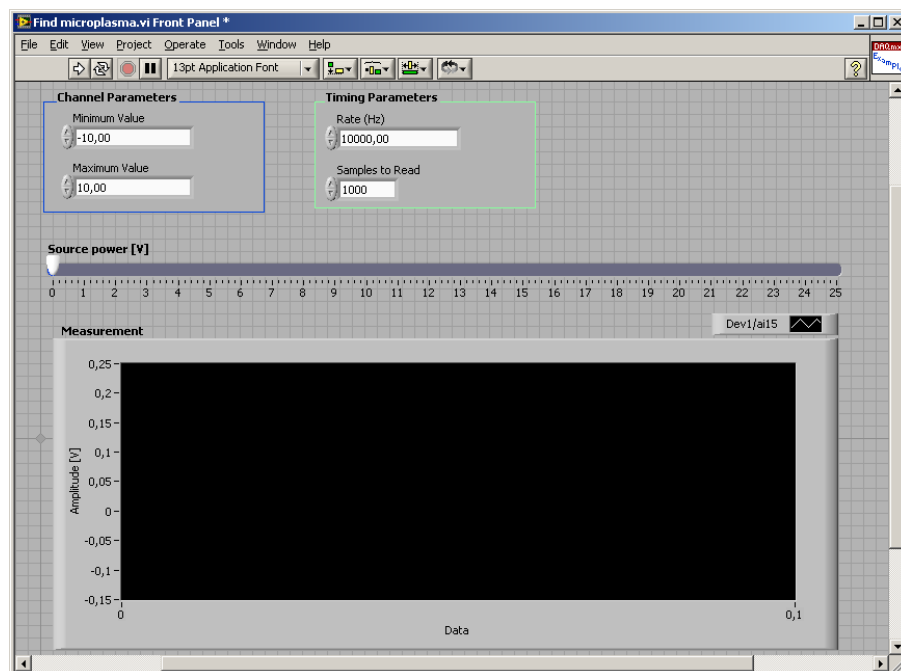 Find microplasma.vi Front Panel *
File Edit View Project Operate Tools Window Help
13pt Application Font
DAQmx
Exampl
Channel Parameters
Minimum Value
-10,00
Maximum Value
10,00
Timing Parameters
Rate (Hz)
10000,00
Samples to Read
1000
Source power [V]
0 1 2 3 4 5 6 7 8 9 10 11 12 13 14 15 16 17 18 19 20 21 22 23 24 25
Measurement
Dev1/ai15
Amplitude [V]
0,25
0,2
0,15
0,1
0,05
0
-0,05
-0,1
-0,15
0 0,1
Data